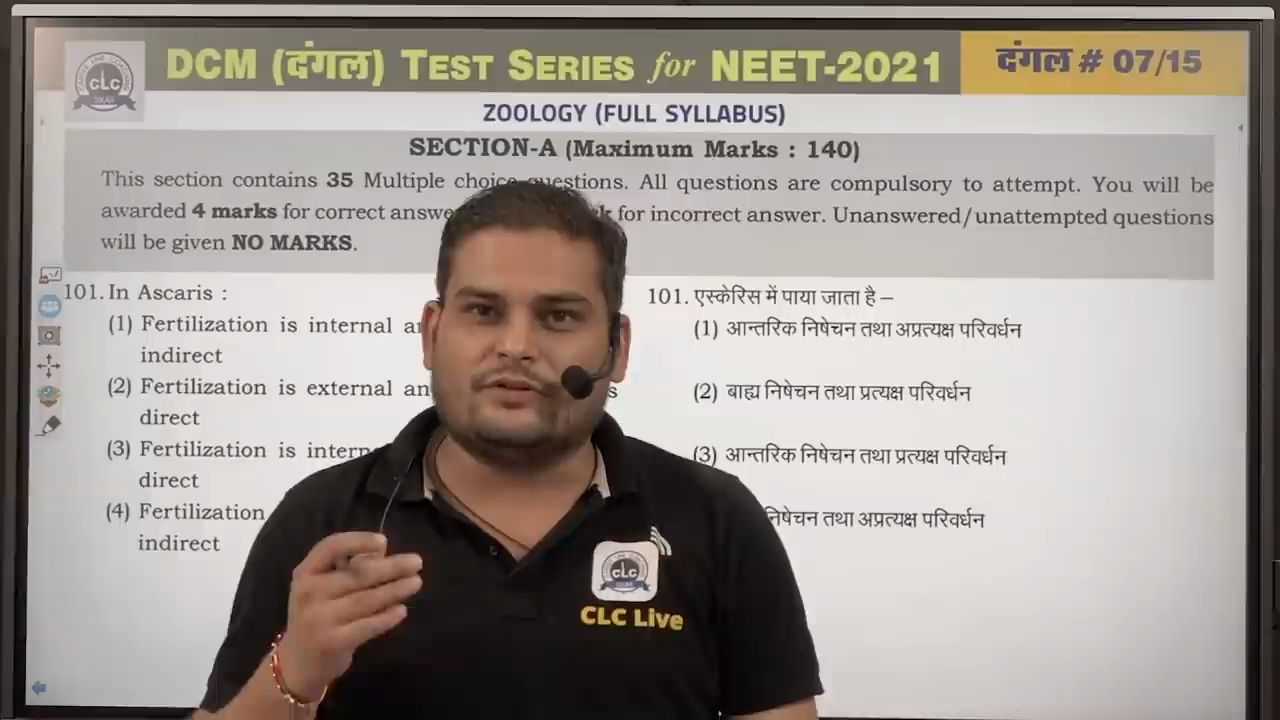 DCM (दंगल) TEST SERIES for NEET-2021
दंगल # 07/15
CLC
SIKAR
ZOOLOGY (FULL SYLLABUS)
SECTION-A (Maximum Marks : 140)
This section contains 35 Multiple choice questions. All questions are compulsory to attempt. You will be
awarded 4 marks for correct answe for incorrect answer. Unanswered/unattempted questions
will be given NO MARKS.
101. In Ascaris :
(1) Fertilization is internal
indirect
(2) Fertilization is external an s
direct
(3) Fertilization is intern
direct
(4) Fertilization
indirect
101. एस्केरिस में पाया जाता है –
(1) आन्तरिक निषेचन तथा अप्रत्यक्ष परिवर्धन
(2) बाह्य निषेचन तथा प्रत्यक्ष परिवर्धन
(3) आन्तरिक निषेचन तथा प्रत्यक्ष परिवर्धन
निषेचन तथा अप्रत्यक्ष परिवर्धन
CLC
CLC Live